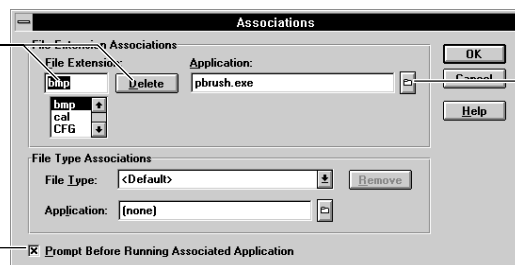 Associations
File Extension Associations
File Extension:
Application:
bmp
Delete
pbrush.exe
bmp
cal
CFG
OK
Cancel
Help
File Type Associations
File Type:
<Default>
Remove
Application:
(none)
Prompt Before Running Associated Application